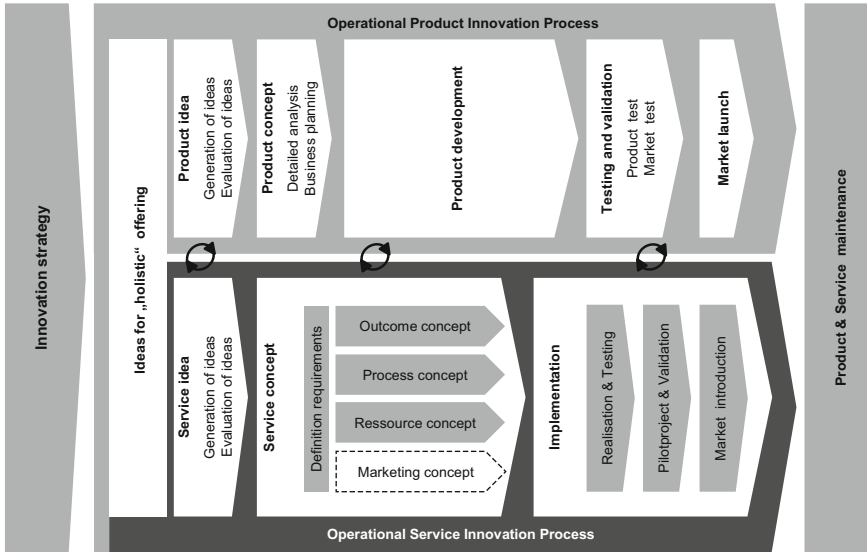 Operational Product Innovation Process
Innovation strategy
Ideas for „holistic“ offering
Product idea
Generation of ideas
Evaluation of ideas
Product concept
Detailed analysis
Business planning
Product development
Testing and validation
Product test
Market test
Market launch
Service idea
Generation of ideas
Evaluation of ideas
Service concept
Definition requirements
Outcome concept
Process concept
Ressource concept
Marketing concept
Implementation
Realisation & Testing
Pilotproject & Validation
Market introduction
Product & Service maintenance
Operational Service Innovation Process